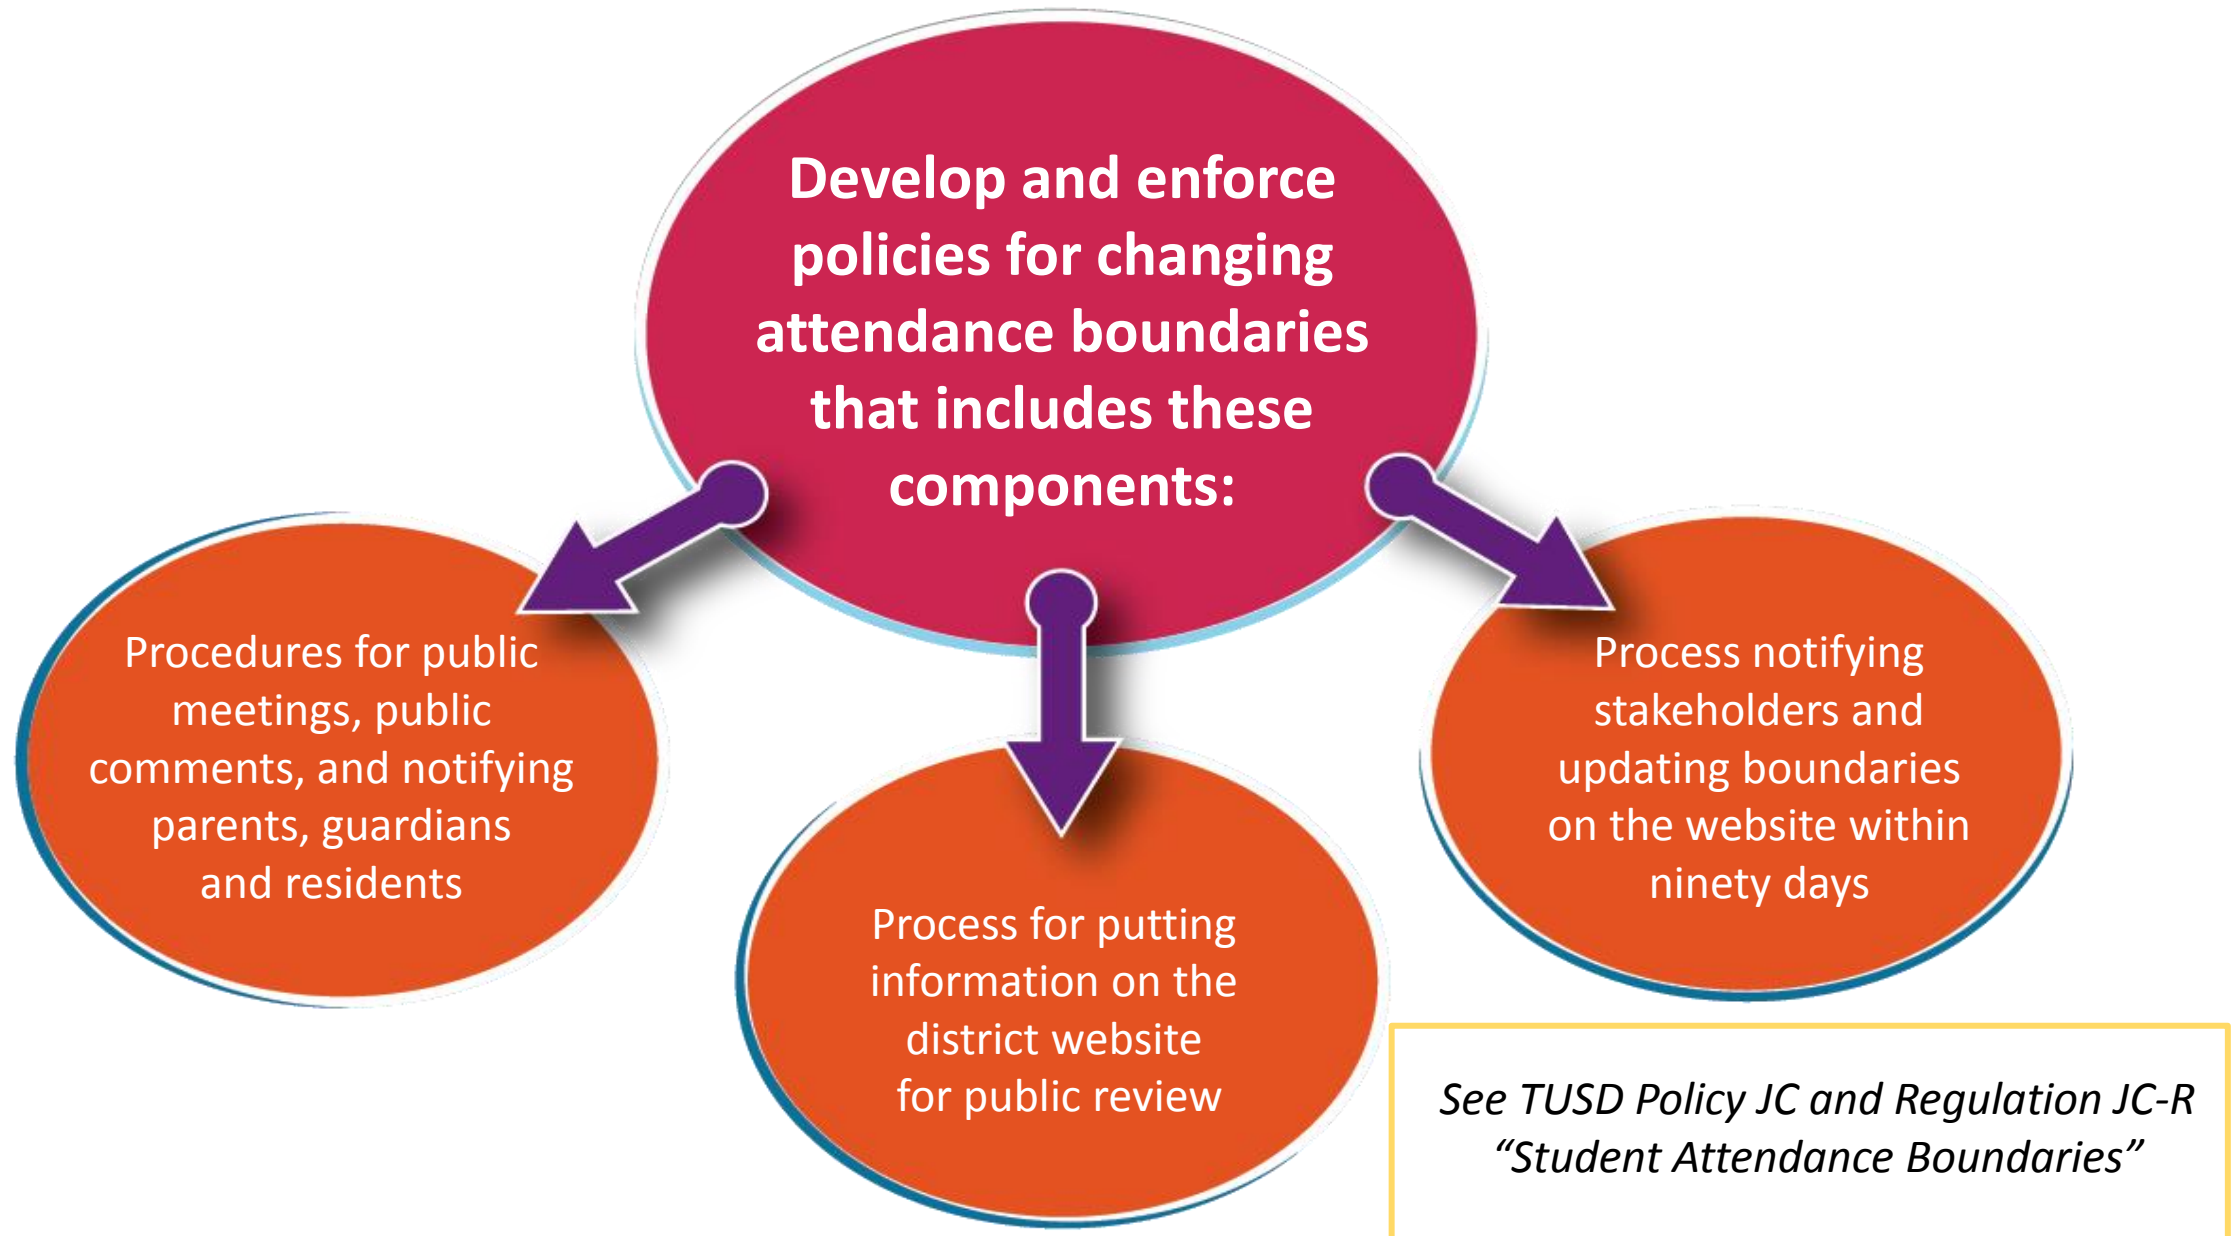 Develop and enforce
policies for changing
attendance boundaries
that includes these
components:
Procedures for public
meetings, public
comments, and notifying
parents, guardians
and residents
Process for putting
information on the
district website
for public review
Process notifying
stakeholders and
updating boundaries
on the website within
ninety days
See TUSD Policy JC and Regulation JC-R
“Student Attendance Boundaries”